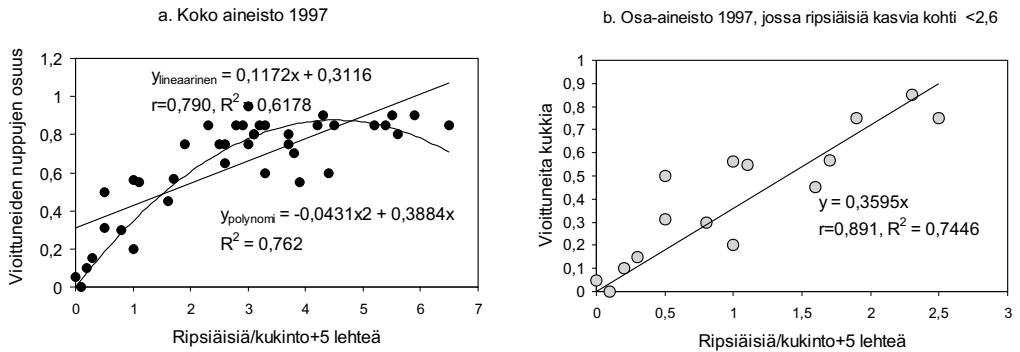 a. Koko aineisto 1997
Vioittuneiden nuppujen osuus
1,2
1
0,8
0,6
0,4
0,2
0
ylineaarinen = 0,1172x + 0,3116
r=0,790, R² = 0,6178
ypolynomi = -0,0431x2 + 0,3884x
R² = 0,762
0 1 2 3 4 5 6 7
Ripsiäisiä/kukinto+5 lehteä
b. Osa-aineisto 1997, jossa ripsiäisiä kasvia kohti <2,6
Vioittuneita kukkia
1
0,9
0,8
0,7
0,6
0,5
0,4
0,3
0,2
0,1
0
y = 0,3595x
r=0,891, R² = 0,7446
0 0,5 1 1,5 2 2,5 3
Ripsiäisiä/kukinto+5 lehteä